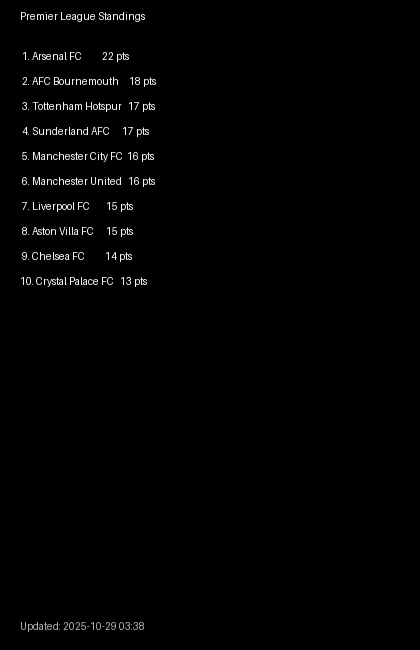 Premier League Standings
1. Arsenal FC 22 pts
2. AFC Bournemouth 18 pts
3. Tottenham Hotspur 17 pts
4. Sunderland AFC 17 pts
5. Manchester City FC 16 pts
6. Manchester United 16 pts
7. Liverpool FC 15 pts
8. Aston Villa FC 15 pts
9. Chelsea FC 14 pts
10. Crystal Palace FC 13 pts
Updated: 2025-10-29 03:38